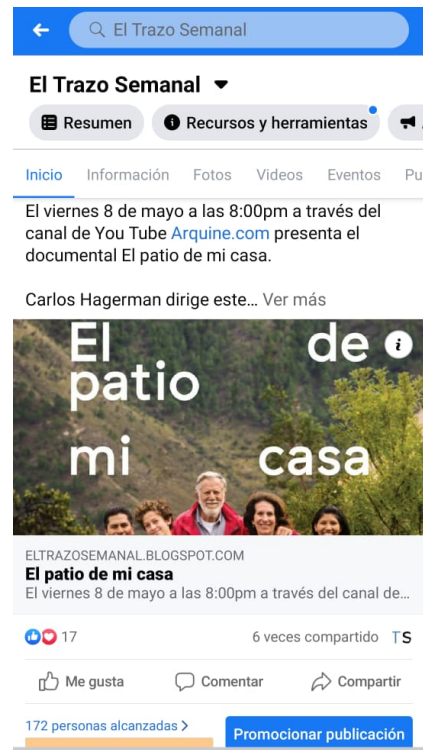 El Trazo Semanal
El Trazo Semanal
Resumen
Recursos y herramientas
Inicio Información Fotos Videos Eventos Pu
El viernes 8 de mayo a las 8:00pm a través del
canal de You Tube Arquine.com presenta el
documental El patio de mi casa.
Carlos Hagerman dirige este... Ver más
El de
patio
mi casa
ELTRAZOSEMANAL.BLOGSPOT.COM
El patio de mi casa
El viernes 8 de mayo a las 8:00pm a través del canal de...
17 6 veces compartido TS
Me gusta Comentar Compartir
172 personas alcanzadas
Promocionar publicación